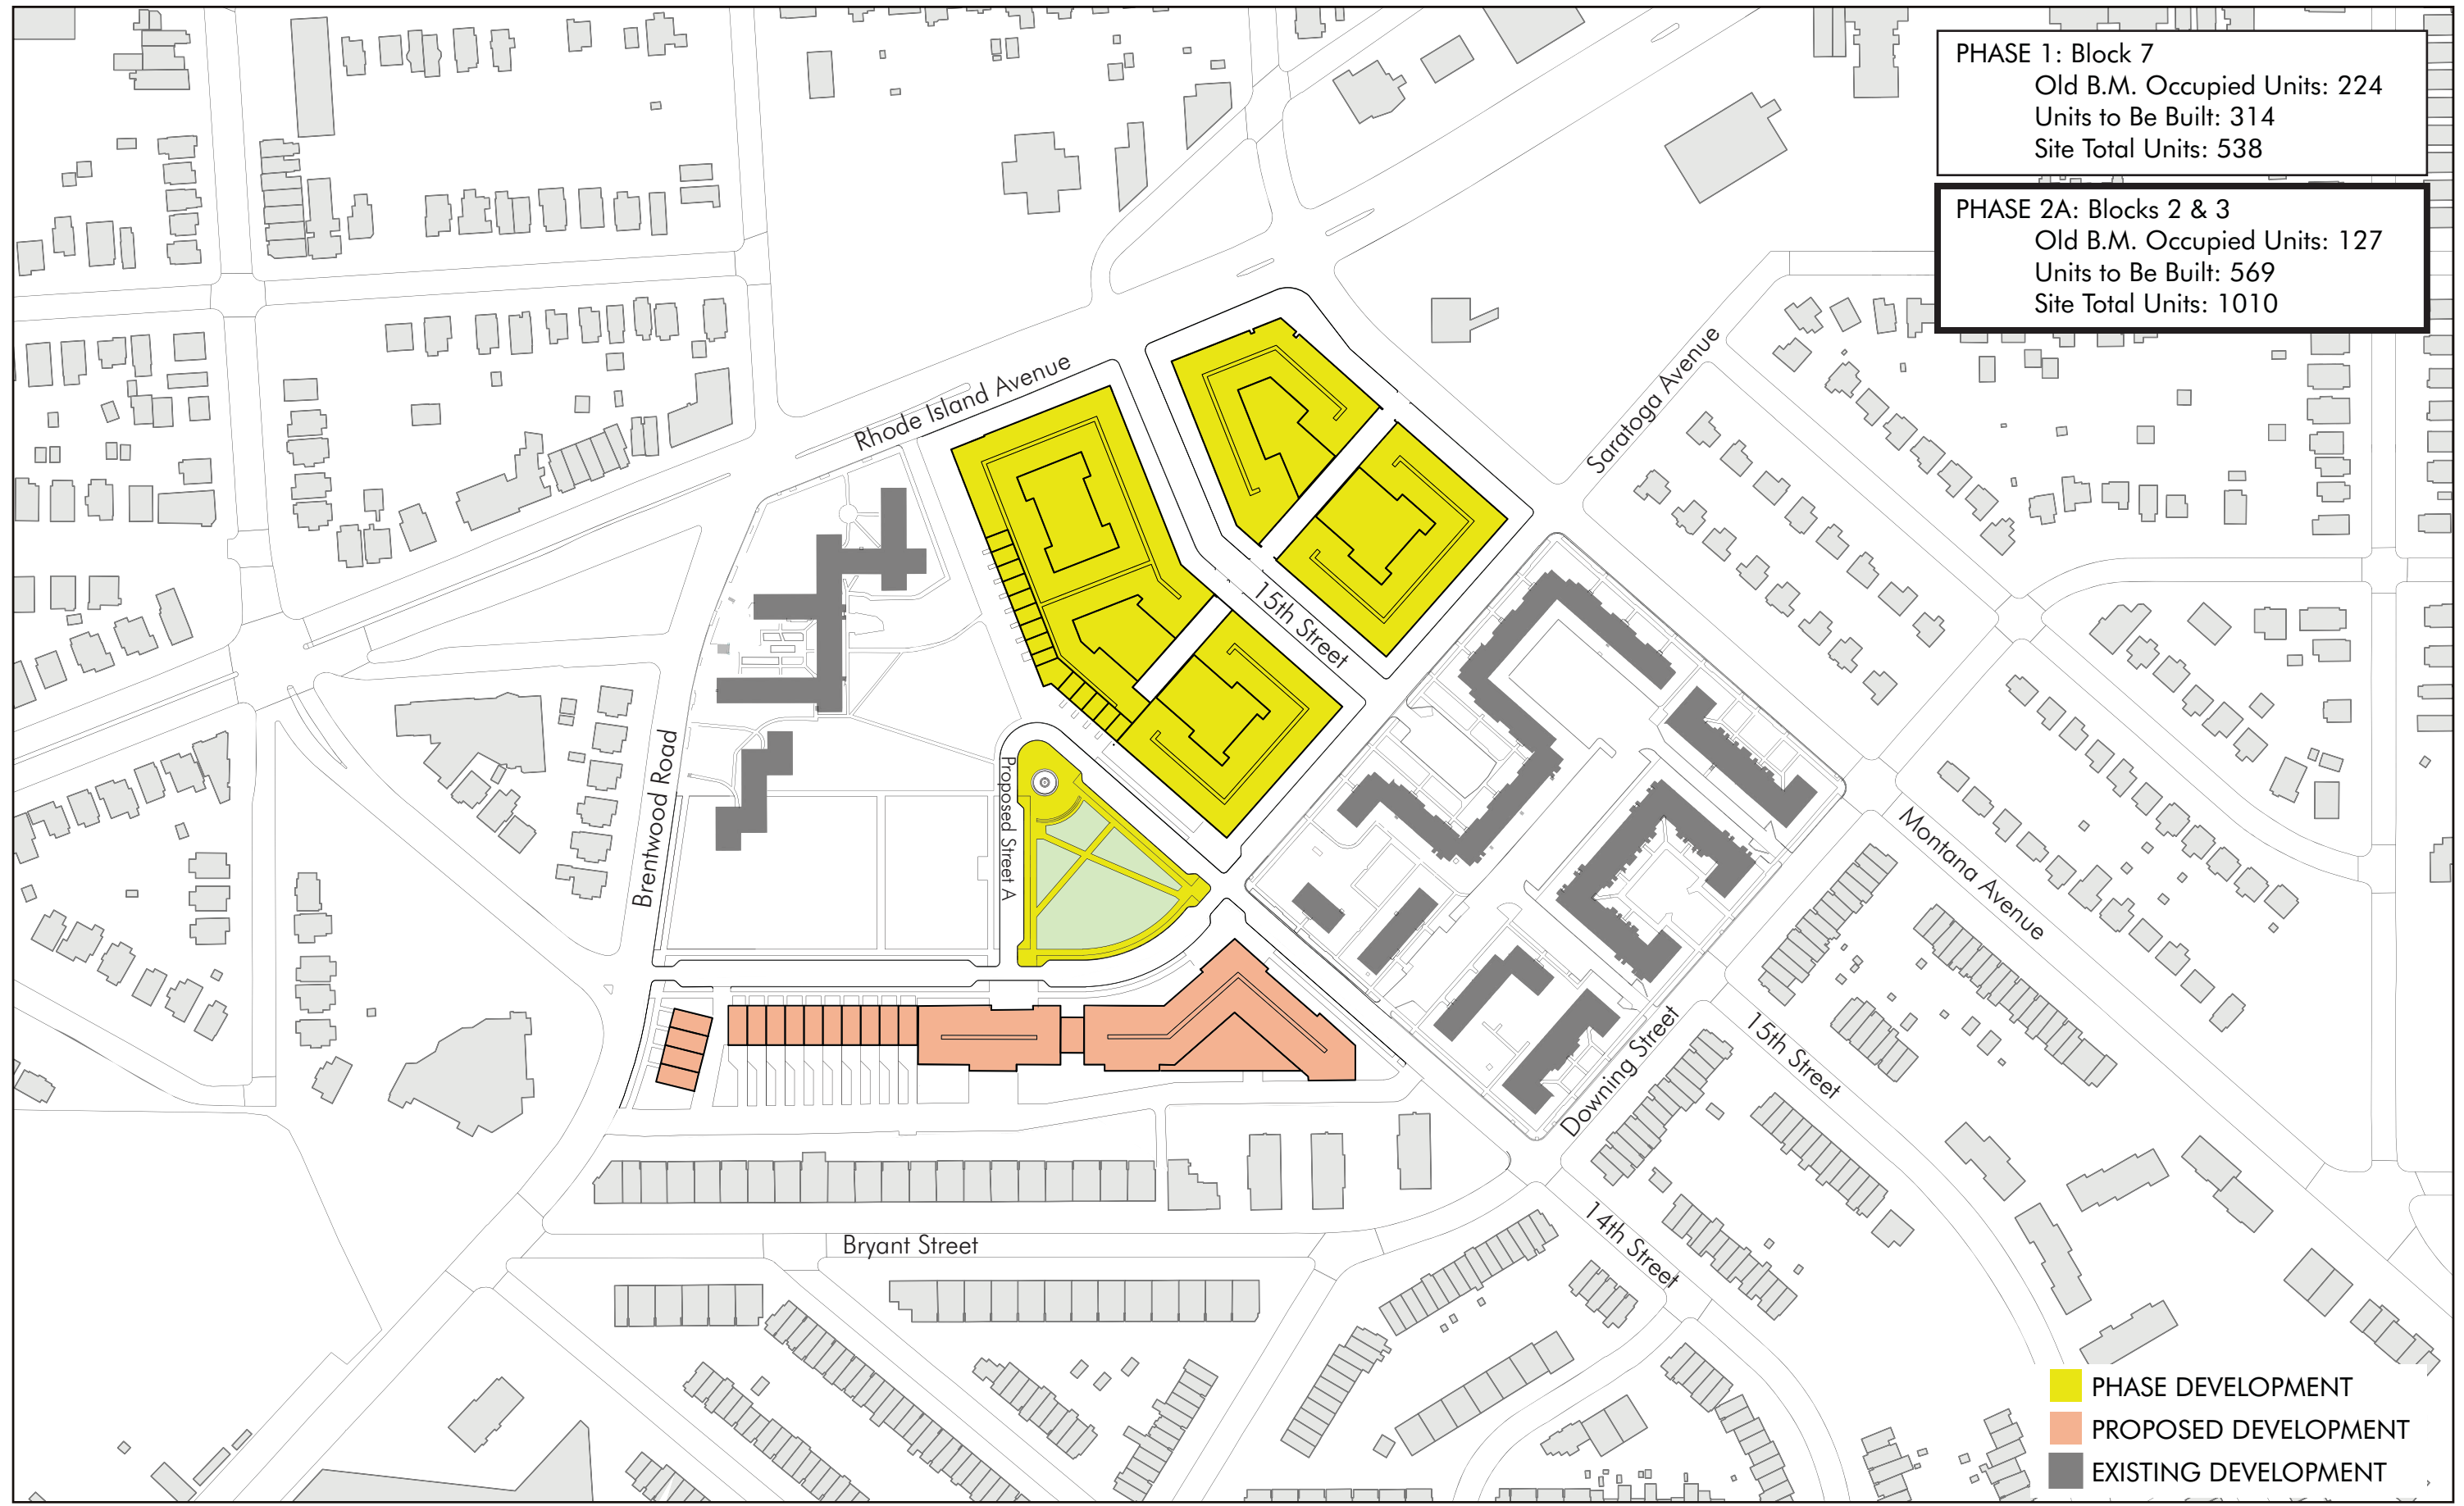 PHASE 1: Block 7
Old B.M. Occupied Units: 224
Units to Be Built: 314
Site Total Units: 538
PHASE 2A: Blocks 2 & 3
Old B.M. Occupied Units: 127
Units to Be Built: 569
Site Total Units: 1010
Rhode Island Avenue
Saratoga Avenue
15th Street
Brentwood Road
Proposed Street A
Montana Avenue
15th Street
Downing Street
14th Street
Bryant Street
PHASE DEVELOPMENT
PROPOSED DEVELOPMENT
EXISTING DEVELOPMENT